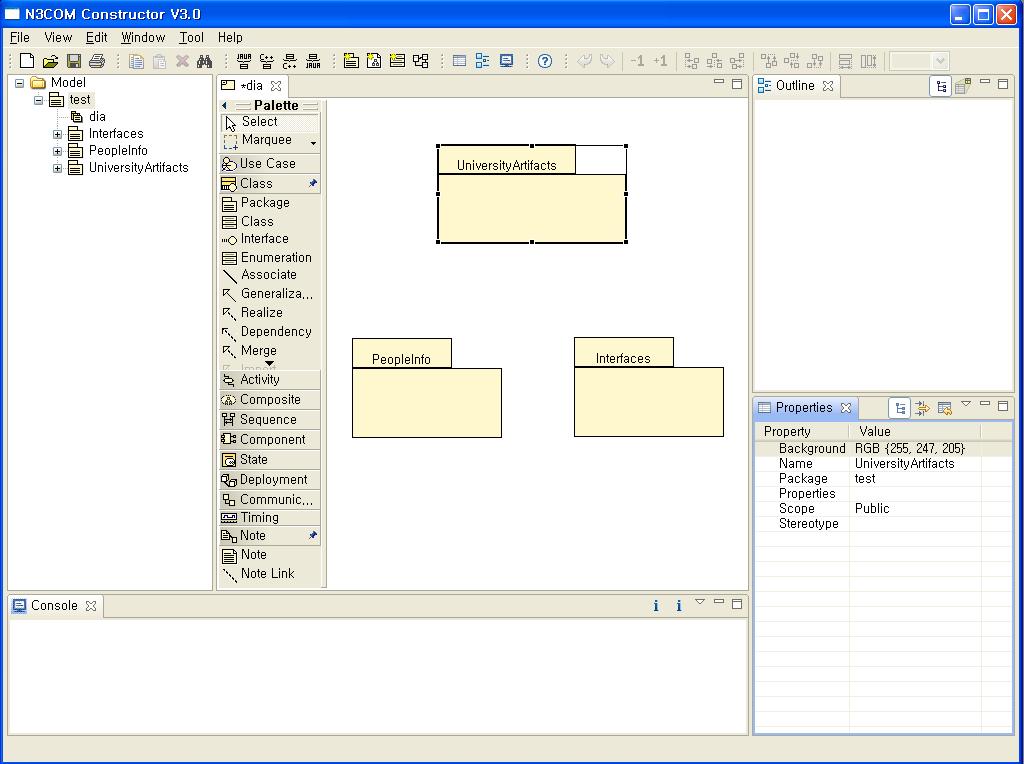 N3COM Constructor V3.0
File View Edit Window Tool Help
JAVA C++ C++ JAVA -1 +1
Model
test
dia
Interfaces
PeopleInfo
UniversityArtifacts
*dia
Palette
Select
Marquee
Use Case
Class
Package
Class
Interface
Enumeration
Associate
Generaliza...
Realize
Dependency
Merge
Import
Activity
Composite
Sequence
Component
State
Deployment
Communic...
Timing
Note
Note
Note Link
UniversityArtifacts
PeopleInfo
Interfaces
Outline
Properties
Property Value
Background RGB {255, 247, 205}
Name UniversityArtifacts
Package test
Properties
Scope Public
Stereotype
Console